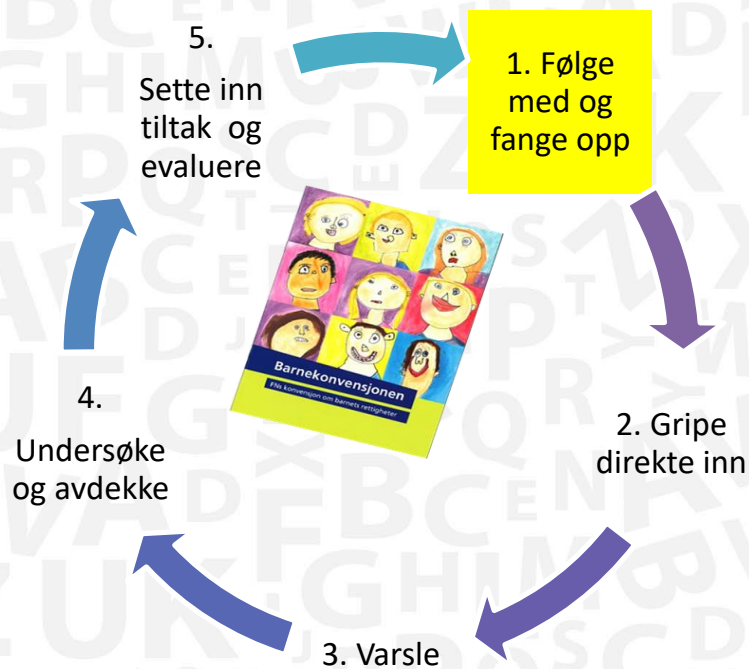 1. Følge
med og
fange opp
2. Gripe
direkte inn
3. Varsle
4.
Undersøke
og avdekke
5.
Sette inn
tiltak og
evaluere
Barnekonvensjonen
FNs konvensjon om barnets rettigheter